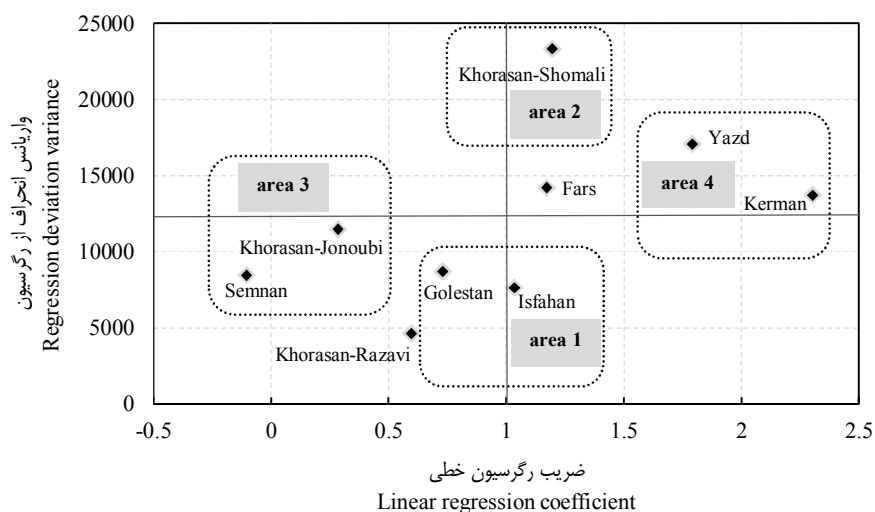 25000
20000
15000
10000
5000
0
-0.5
0
0.5
1
1.5
2
2.5
واریانس انحراف از رگرسیون
Regression deviation variance
Khorasan-Shomali
area 2
Yazd
area 3
area 4
Fars
Kerman
Khorasan-Jonoubi
Semnan
Golestan
Isfahan
Khorasan-Razavi
area 1
ضریب رگرسیون خطی
Linear regression coefficient